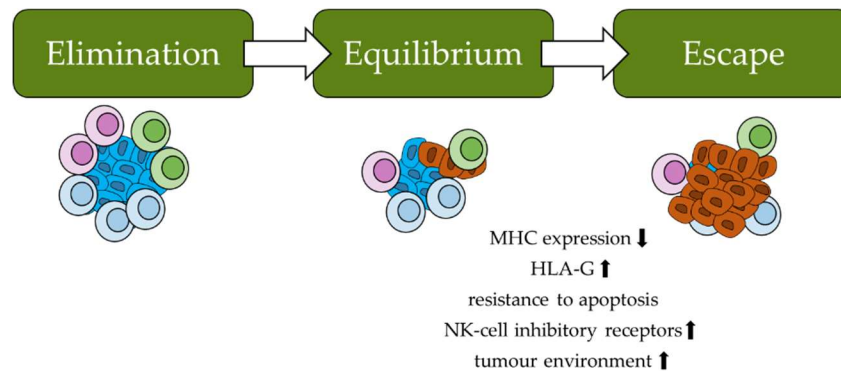 Elimination
Equilibrium
Escape
MHC expression ⬇
HLA-G ⬆
resistance to apoptosis
NK-cell inhibitory receptors ⬆
tumour environment ⬆